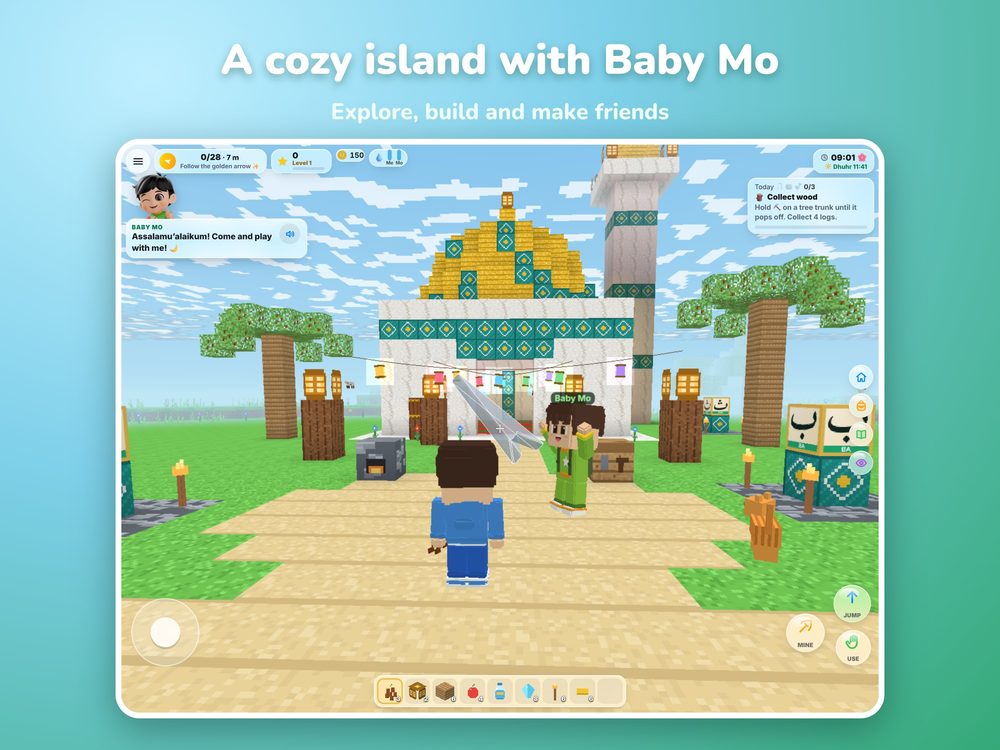 A cozy island with Baby Mo
Explore, build and make friends
0/28 · 7 m
Follow the golden arrow ✨
0
Level 1
150
Me Mo
09:01
Dhuhr 11:41
Today 0/3
Collect wood
Hold ⛏ on a tree trunk until it
pops off. Collect 4 logs.
BABY MO
Assalamu’alaikum! Come and play
with me! 🌙
Baby Mo
ث
ب
ب
BA
JUMP
MINE
USE